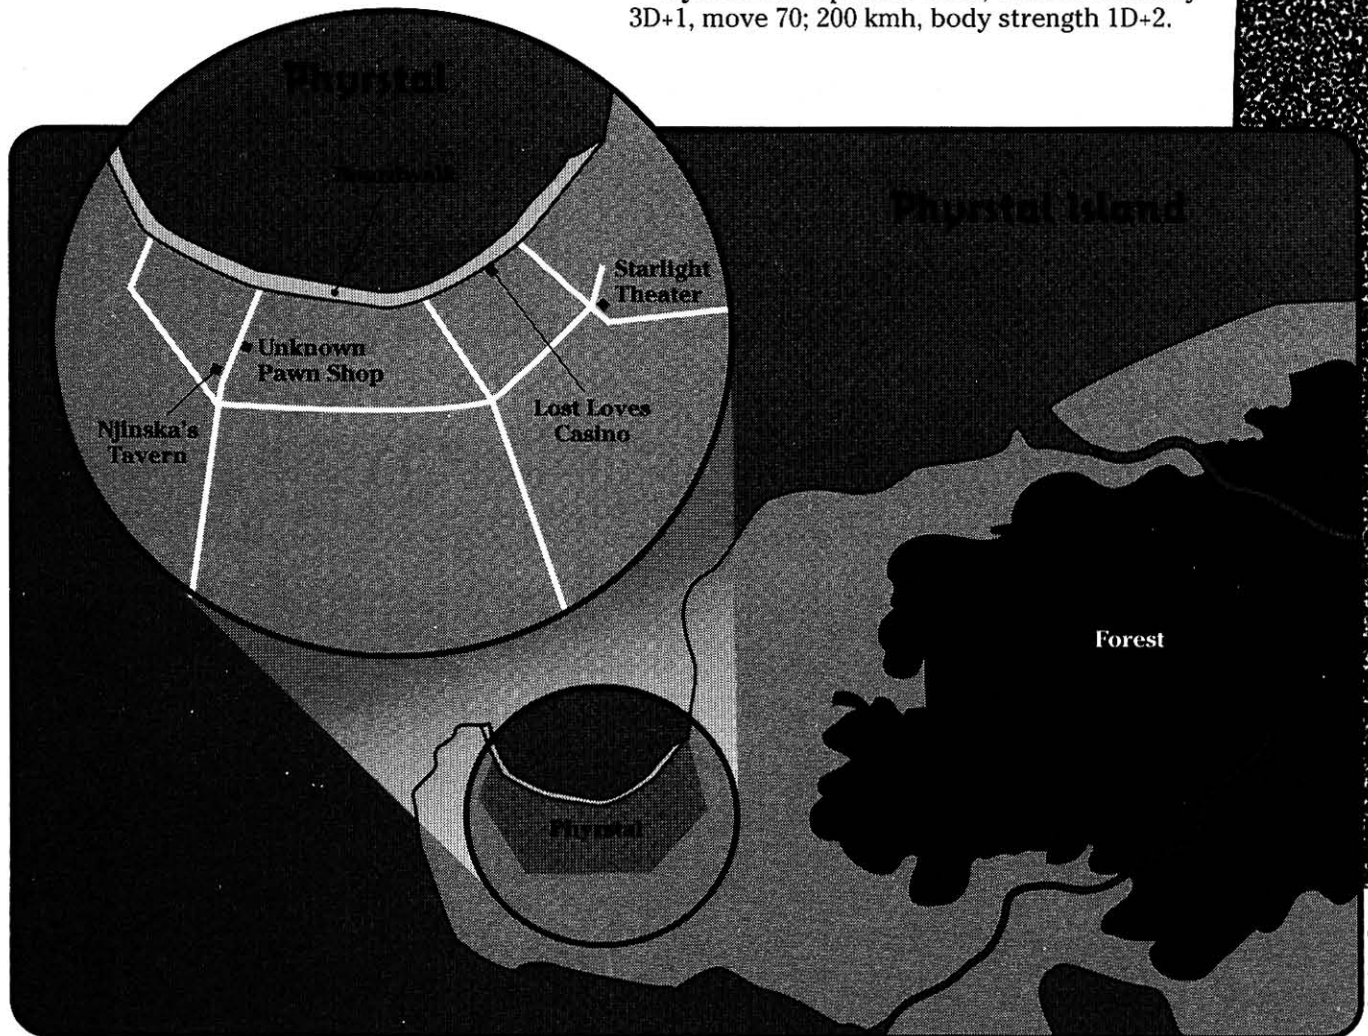 3D+1, move 70; 200 kmh, body strength 1D+2.
Phyrstal
Boardwalk
Phyrstal Island
Starlight
Theater
Unknown
Pawn Shop
Lost Loves
Casino
Njinska's
Tavern
Forest
Phyrstal